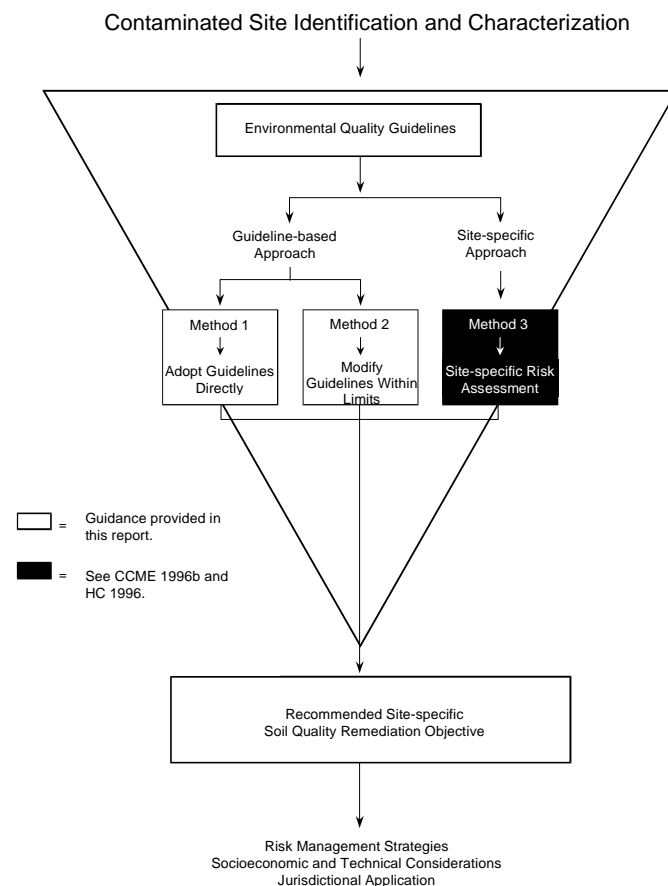 Contaminated Site Identification and Characterization
Environmental Quality Guidelines
Guideline-based
Approach
Site-specific
Approach
Method 1
Adopt Guidelines
Directly
Method 2
Modify
Guidelines Within
Limits
Method 3
Site-specific Risk
Assessment
= Guidance provided in
this report.
= See CCME 1996b and
HC 1996.
Recommended Site-specific
Soil Quality Remediation Objective
Risk Management Strategies
Socioeconomic and Technical Considerations
Jurisdictional Application